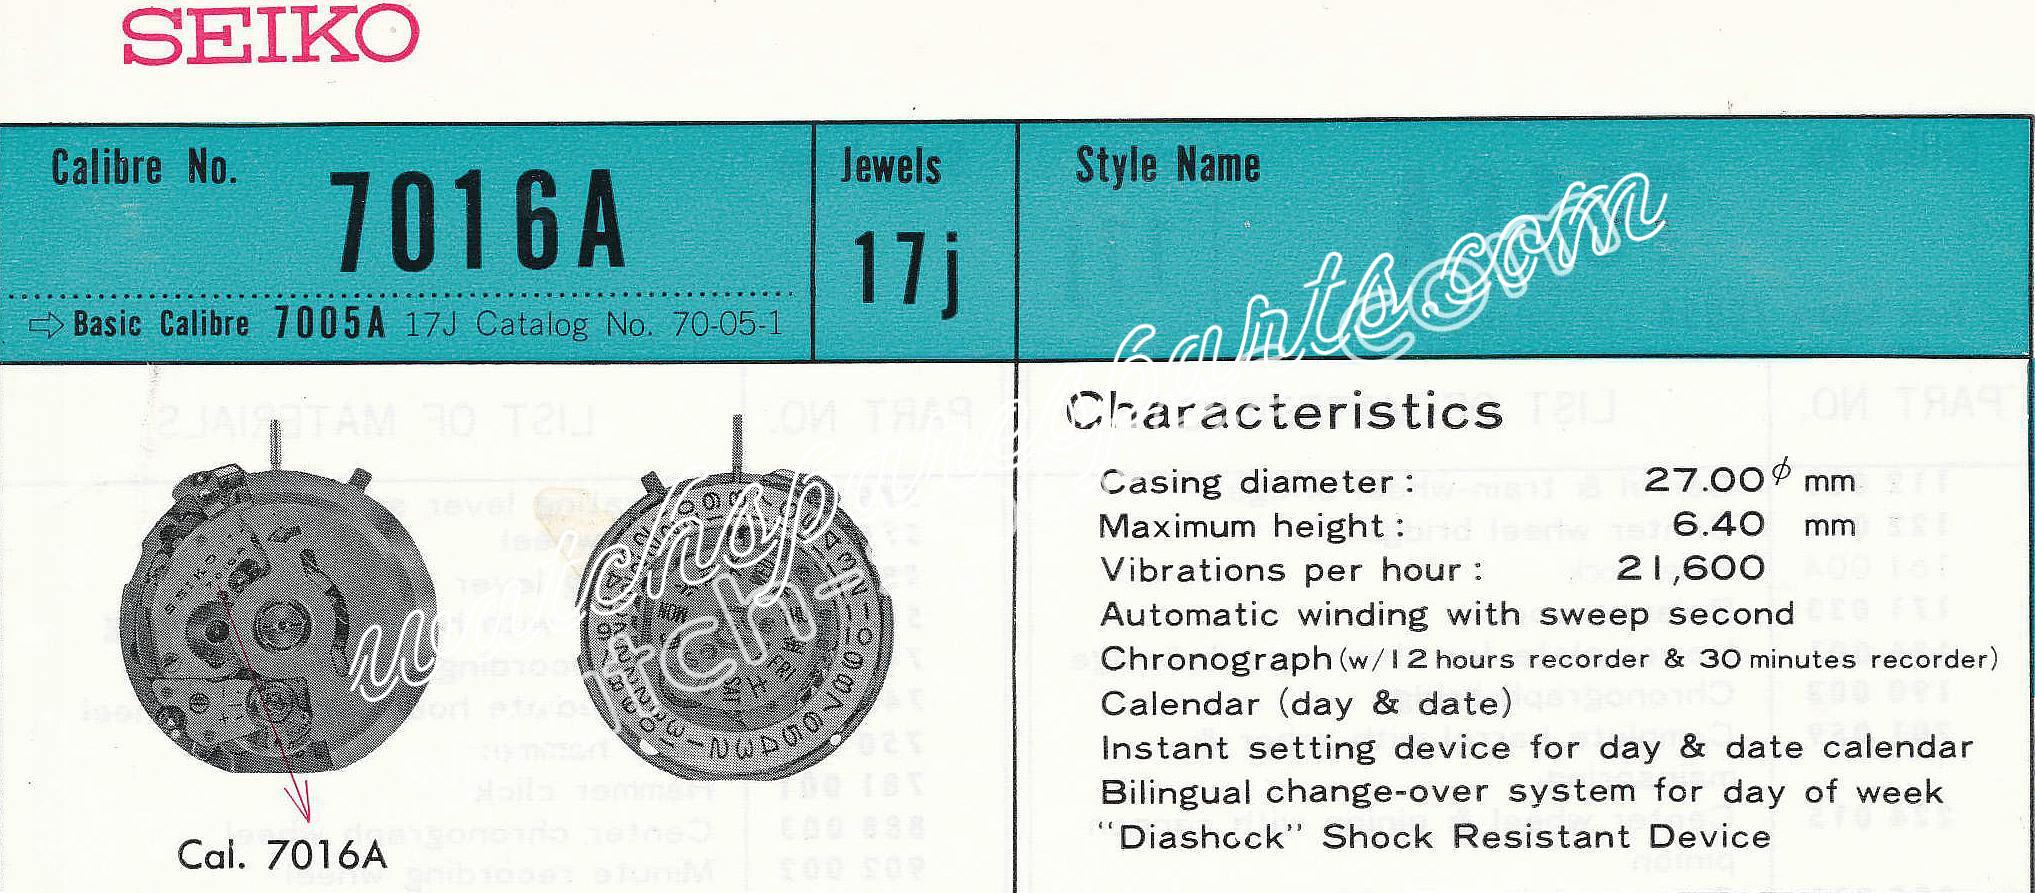 SEIKO
Calibre No. 7016A
Jewels
17j
Style Name
⇨ Basic Calibre 7005A 17J Catalog No. 70-05-1
Characteristics
Casing diameter : 27.00ϕ mm
Maximum height : 6.40 mm
Vibrations per hour : 21,600
Automatic winding with sweep second
Chronograph (w/12 hours recorder & 30 minutes recorder)
Calendar (day & date)
Instant setting device for day & date calendar
Bilingual change-over system for day of week
"Diashock" Shock Resistant Device
Cal. 7016A